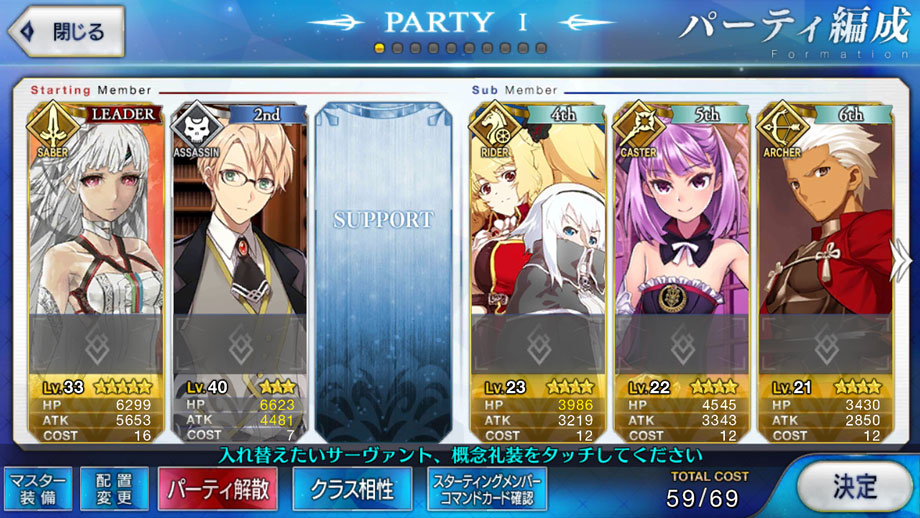 閉じる
PARTY I
パーティ編成
Formation
Starting Member
Sub Member
SABER
LEADER
ASSASSIN
2nd
SUPPORT
RIDER
4th
CASTER
5th
ARCHER
6th
Lv.33
HP 6299
ATK 5653
COST 16
Lv.40
HP 6623
ATK 4481
COST 7
Lv.23
HP 3986
ATK 3219
COST 12
Lv.22
HP 4545
ATK 3343
COST 12
Lv.21
HP 3430
ATK 2850
COST 12
入れ替えたいサーヴァント、概念礼装をタッチしてください
マスター
装備
配置
変更
パーティ解散
クラス相性
スターティングメンバー
コマンドカード確認
TOTAL COST
59/69
決定